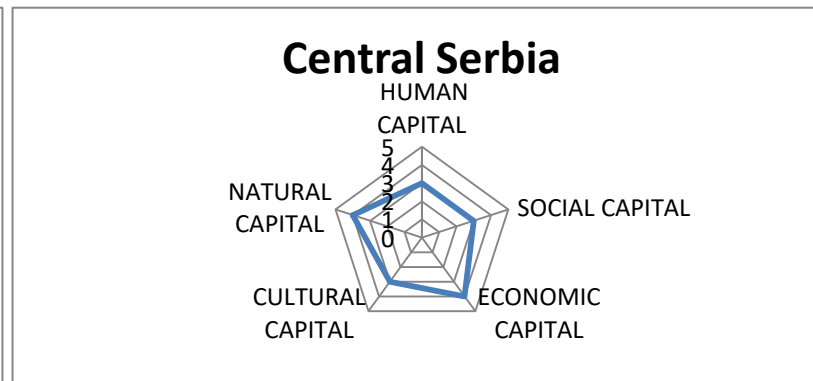 Central Serbia
HUMAN
CAPITAL
5
4
3
2
1
0
NATURAL
CAPITAL
SOCIAL CAPITAL
CULTURAL
CAPITAL
ECONOMIC
CAPITAL